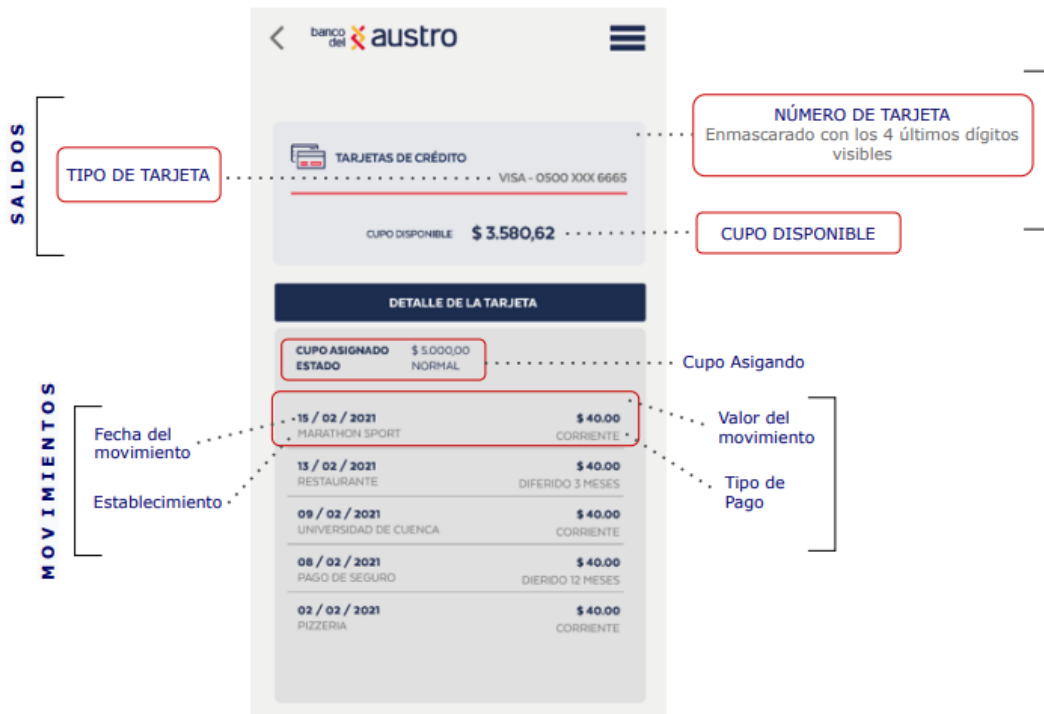 banco del austro
SALDOS
TIPO DE TARJETA
TARJETAS DE CRÉDITO
VISA - 0500 XXX 6665
CUPO DISPONIBLE $ 3.580,62
NÚMERO DE TARJETA
Enmascarado con los 4 últimos dígitos
visibles
CUPO DISPONIBLE
DETALLE DE LA TARJETA
CUPO ASIGNADO $ 5.000,00
ESTADO NORMAL
Cupo Asigando
MOVIMIENTOS
Fecha del
movimiento
Establecimiento
15 / 02 / 2021 $ 40.00
MARATHON SPORT CORRIENTE
13 / 02 / 2021 $ 40.00
RESTAURANTE DIFERIDO 3 MESES
09 / 02 / 2021 $ 40.00
UNIVERSIDAD DE CUENCA CORRIENTE
08 / 02 / 2021 $ 40.00
PAGO DE SEGURO DIERIDO 12 MESES
02 / 02 / 2021 $ 40.00
PIZZERIA CORRIENTE
Valor del
movimiento
Tipo de
Pago